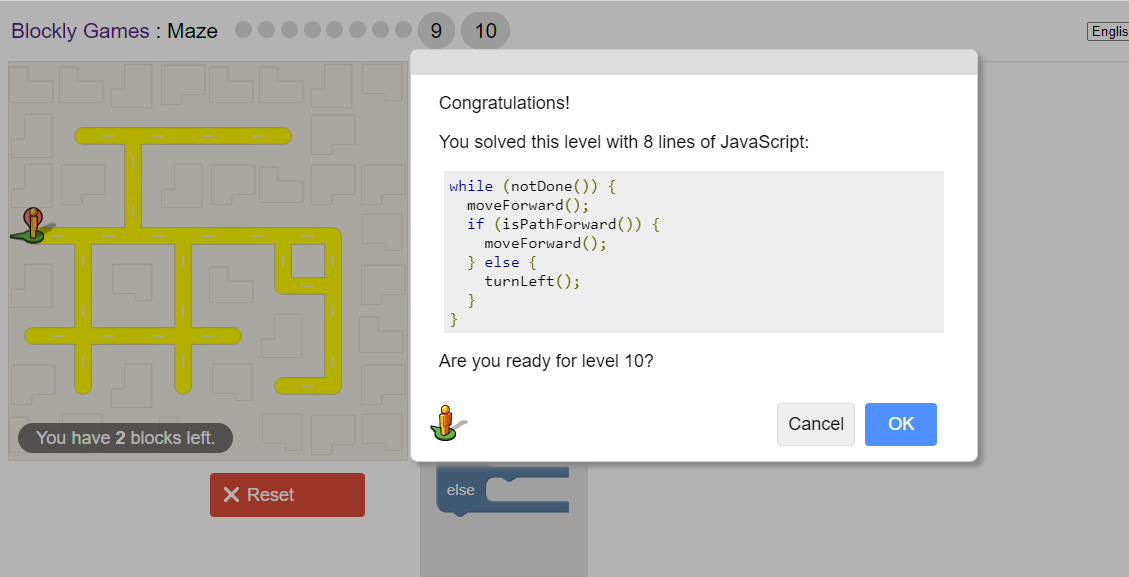 Blockly Games : Maze 9 10
Englis
Congratulations!
You solved this level with 8 lines of JavaScript:
while (notDone()) {
  moveForward();
  if (isPathForward()) {
    moveForward();
  } else {
    turnLeft();
  }
}
Are you ready for level 10?
Cancel OK
You have 2 blocks left.
Reset
else